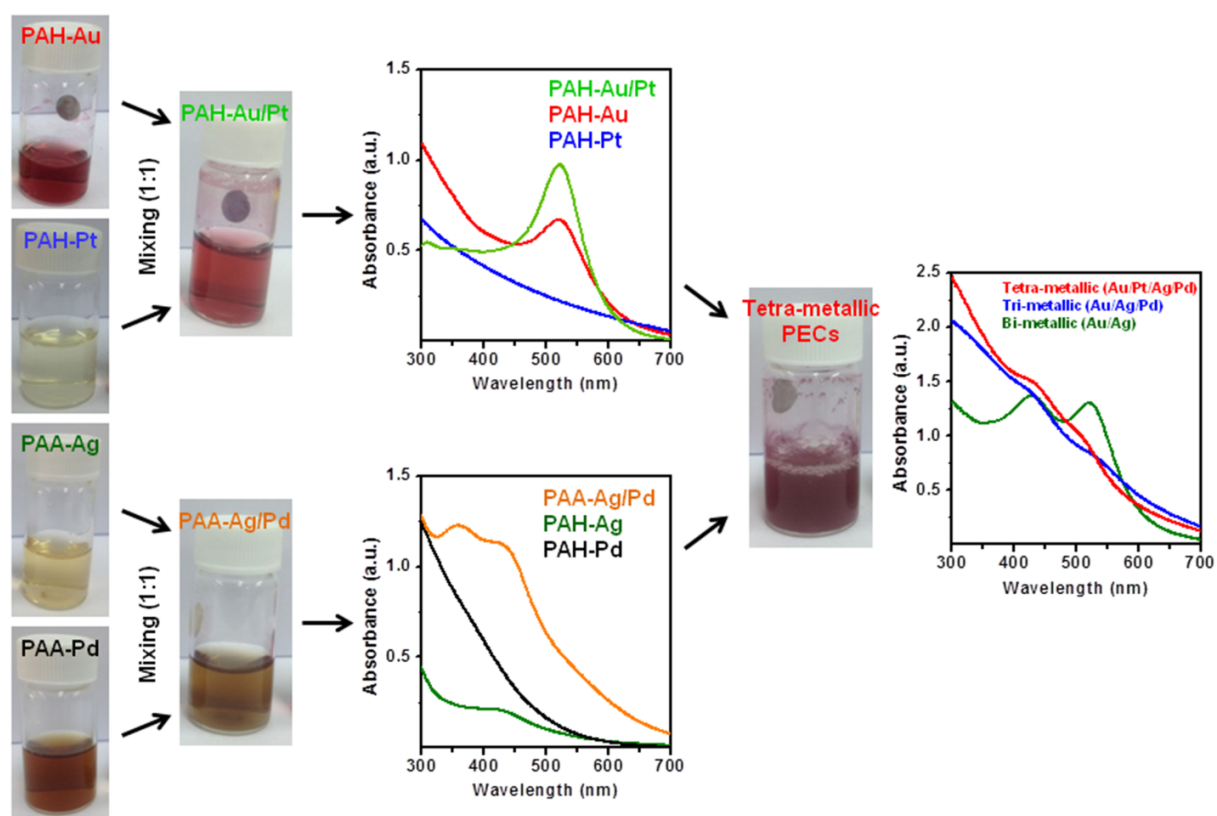 PAH-Au
PAH-Pt
PAA-Ag
PAA-Pd
Mixing (1:1)
Mixing (1:1)
PAH-Au/Pt
PAA-Ag/Pd
1.5
1.0
0.5
Absorbance (a.u.)
PAH-Au/Pt
PAH-Au
PAH-Pt
300 400 500 600 700
Wavelength (nm)
1.5
1.0
0.5
Absorbance (a.u.)
PAA-Ag/Pd
PAH-Ag
PAH-Pd
300 400 500 600 700
Wavelength (nm)
Tetra-metallic
PECs
2.5
2.0
1.5
1.0
0.5
Absorbance (a.u.)
Tetra-metallic (Au/Pt/Ag/Pd)
Tri-metallic (Au/Ag/Pd)
Bi-metallic (Au/Ag)
300 400 500 600 700
Wavelength (nm)